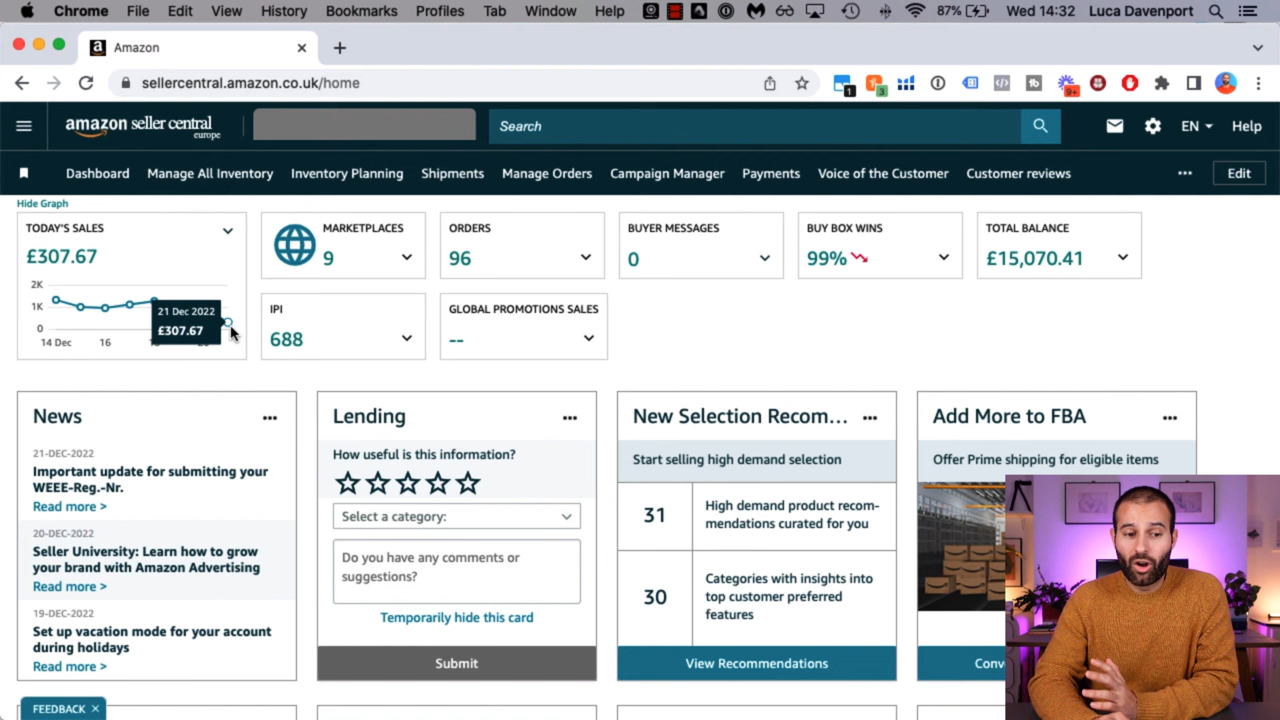 Chrome File Edit View History Bookmarks Profiles Tab Window Help 87% Wed 14:32 Luca Davenport
Amazon
sellercentral.amazon.co.uk/home
1 3 9+
amazon seller central
europe
Search
EN
Help
Dashboard Manage All Inventory Inventory Planning Shipments Manage Orders Campaign Manager Payments Voice of the Customer Customer reviews ... Edit
Hide Graph
TODAY'S SALES
£307.67
2K
1K
0
14 Dec 16
21 Dec 2022
£307.67
MARKETPLACES
9
ORDERS
96
BUYER MESSAGES
0
BUY BOX WINS
99%
TOTAL BALANCE
£15,070.41
IPI
688
GLOBAL PROMOTIONS SALES
--
News
21-DEC-2022
Important update for submitting your
WEEE-Reg.-Nr.
Read more >
20-DEC-2022
Seller University: Learn how to grow
your brand with Amazon Advertising
Read more >
19-DEC-2022
Set up vacation mode for your account
during holidays
Read more >
Lending
How useful is this information?
Select a category:
Do you have any comments or
suggestions?
Temporarily hide this card
Submit
New Selection Recom...
Start selling high demand selection
31
High demand product recom-
mendations curated for you
30
Categories with insights into
top customer preferred
features
View Recommendations
Add More to FBA
Offer Prime shipping for eligible items
FEEDBACK ×